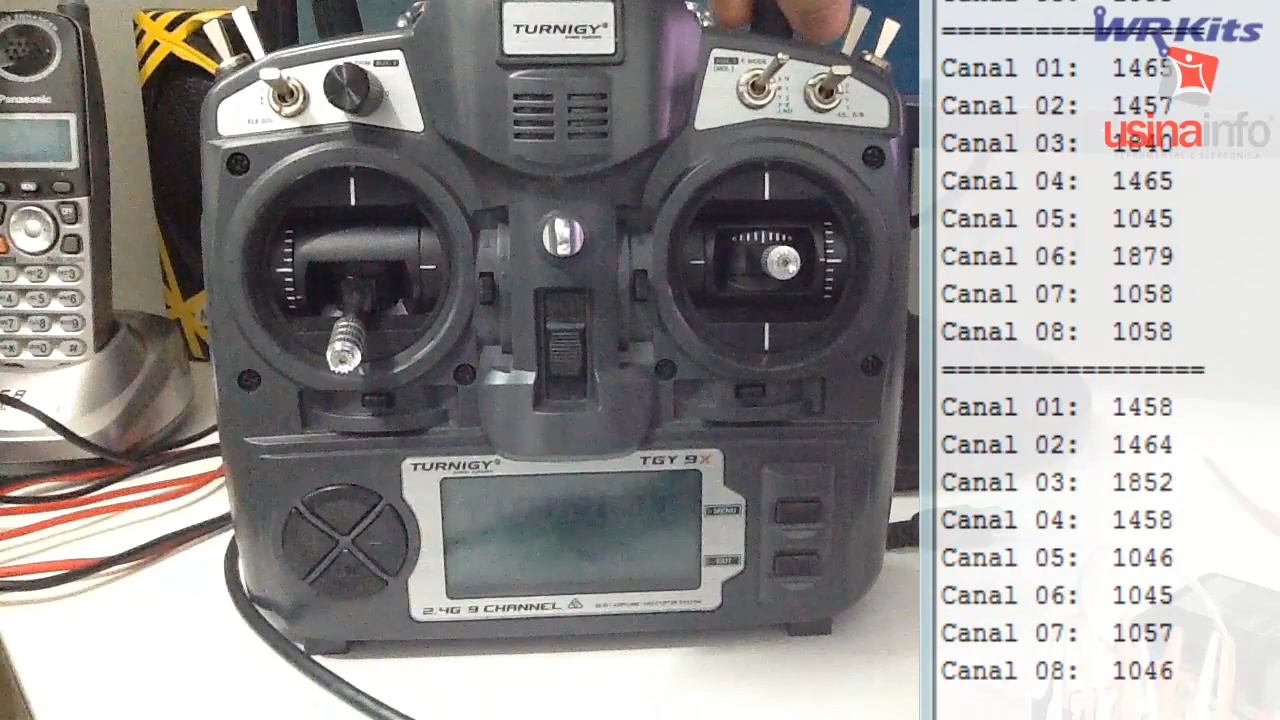 TURNIGY
Panasonic
TURNIGY
TGY 9X
MENU
EXIT
2.4G 9 CHANNEL
WRKits
usinainfo
==================
Canal 01: 1465
Canal 02: 1457
Canal 03: 1840
Canal 04: 1465
Canal 05: 1045
Canal 06: 1879
Canal 07: 1058
Canal 08: 1058
==================
Canal 01: 1458
Canal 02: 1464
Canal 03: 1852
Canal 04: 1458
Canal 05: 1046
Canal 06: 1045
Canal 07: 1057
Canal 08: 1046